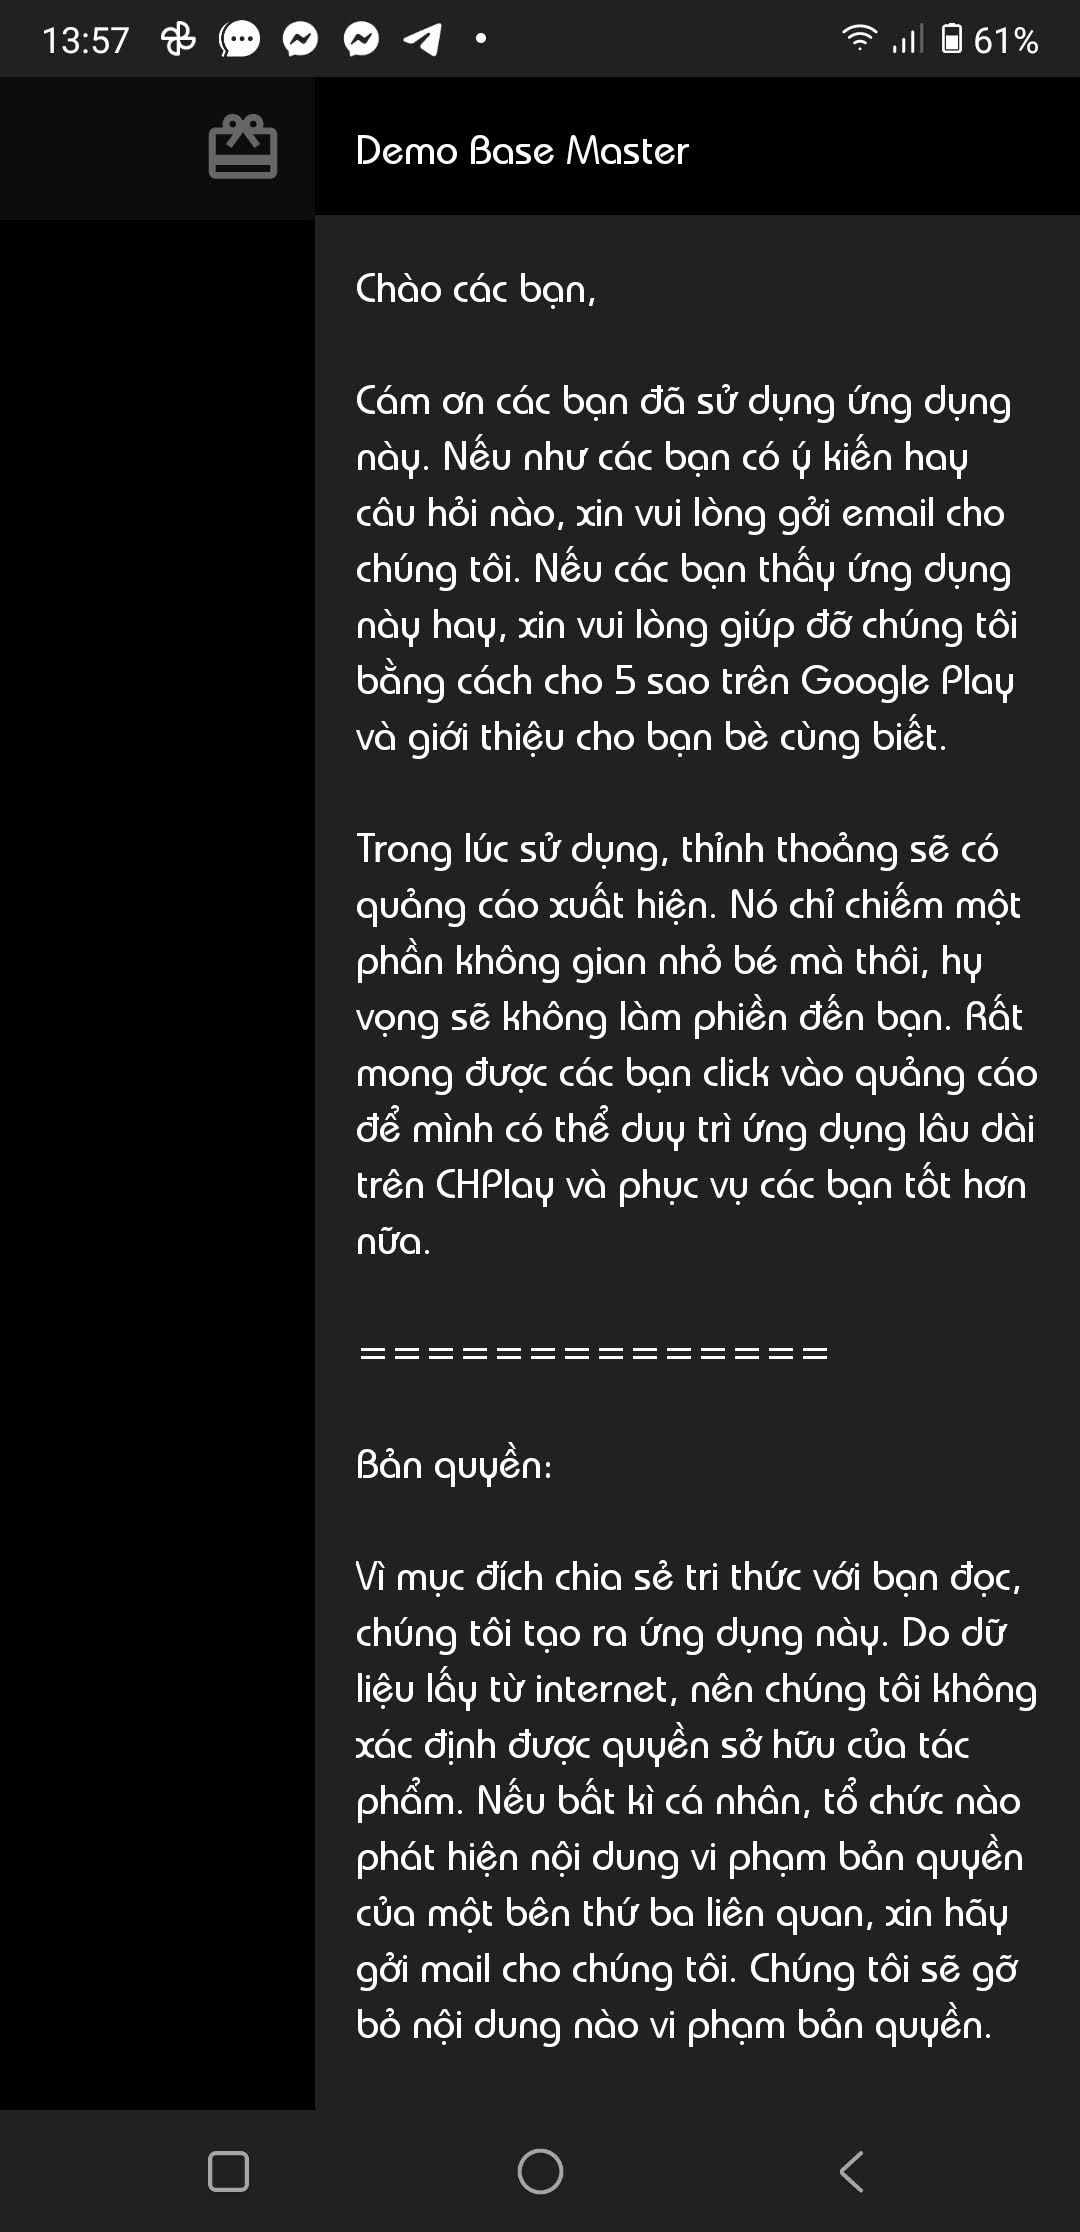 13:57
61%
Demo Base Master
Chào các bạn,
Cám ơn các bạn đã sử dụng ứng dụng
này. Nếu như các bạn có ý kiến hay
câu hỏi nào, xin vui lòng gởi email cho
chúng tôi. Nếu các bạn thấy ứng dụng
này hay, xin vui lòng giúp đỡ chúng tôi
bằng cách cho 5 sao trên Google Play
và giới thiệu cho bạn bè cùng biết.
Trong lúc sử dụng, thỉnh thoảng sẽ có
quảng cáo xuất hiện. Nó chỉ chiếm một
phần không gian nhỏ bé mà thôi, hy
vọng sẽ không làm phiền đến bạn. Rất
mong được các bạn click vào quảng cáo
để mình có thể duy trì ứng dụng lâu dài
trên CHPlay và phục vụ các bạn tốt hơn
nữa.
==============
Bản quyền:
Vì mục đích chia sẻ tri thức với bạn đọc,
chúng tôi tạo ra ứng dụng này. Do dữ
liệu lấy từ internet, nên chúng tôi không
xác định được quyền sở hữu của tác
phẩm. Nếu bất kì cá nhân, tổ chức nào
phát hiện nội dung vi phạm bản quyền
của một bên thứ ba liên quan, xin hãy
gởi mail cho chúng tôi. Chúng tôi sẽ gỡ
bỏ nội dung nào vi phạm bản quyền.